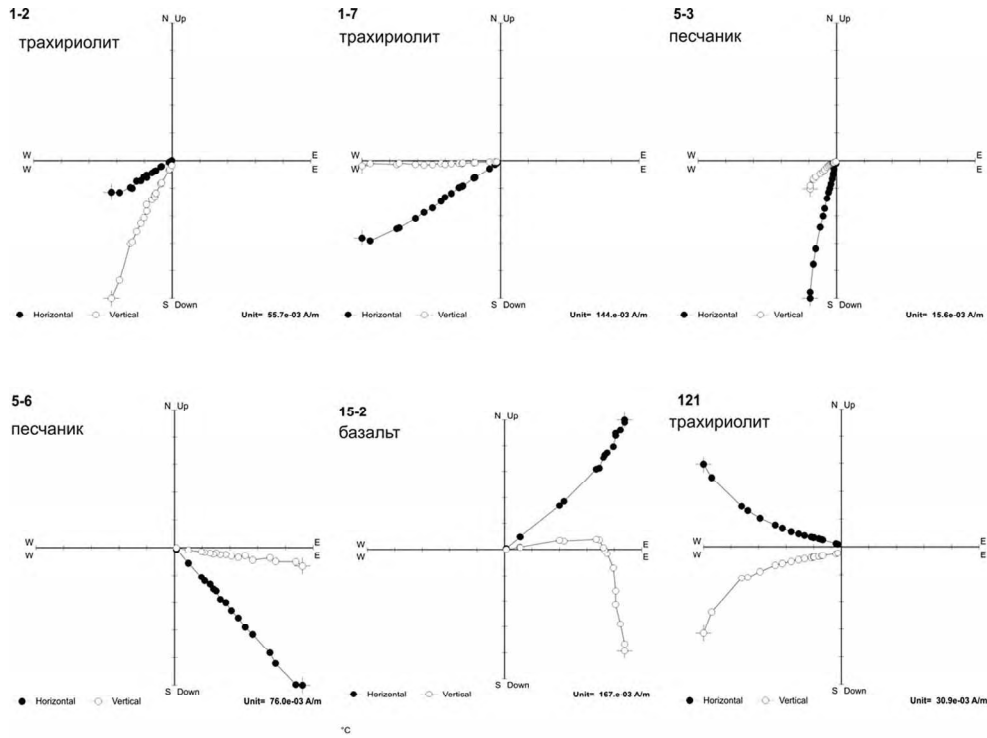 1-2
трахириолит
N Up
W E
W E
S Down
Horizontal Vertical Unit= 55.7e-03 A/m
1-7
трахириолит
N Up
W E
W E
S Down
Horizontal Vertical Unit= 144.e-03 A/m
5-3
песчаник
N Up
W E
W E
S Down
Horizontal Vertical Unit= 15.6e-03 A/m
5-6
песчаник
N Up
W E
W E
S Down
Horizontal Vertical Unit= 76.0e-03 A/m
15-2
базальт
N Up
W E
W E
S Down
Horizontal Vertical Unit= 167.e-03 A/m
°C
121
трахириолит
N Up
W E
W E
S Down
Horizontal Vertical Unit= 30.9e-03 A/m